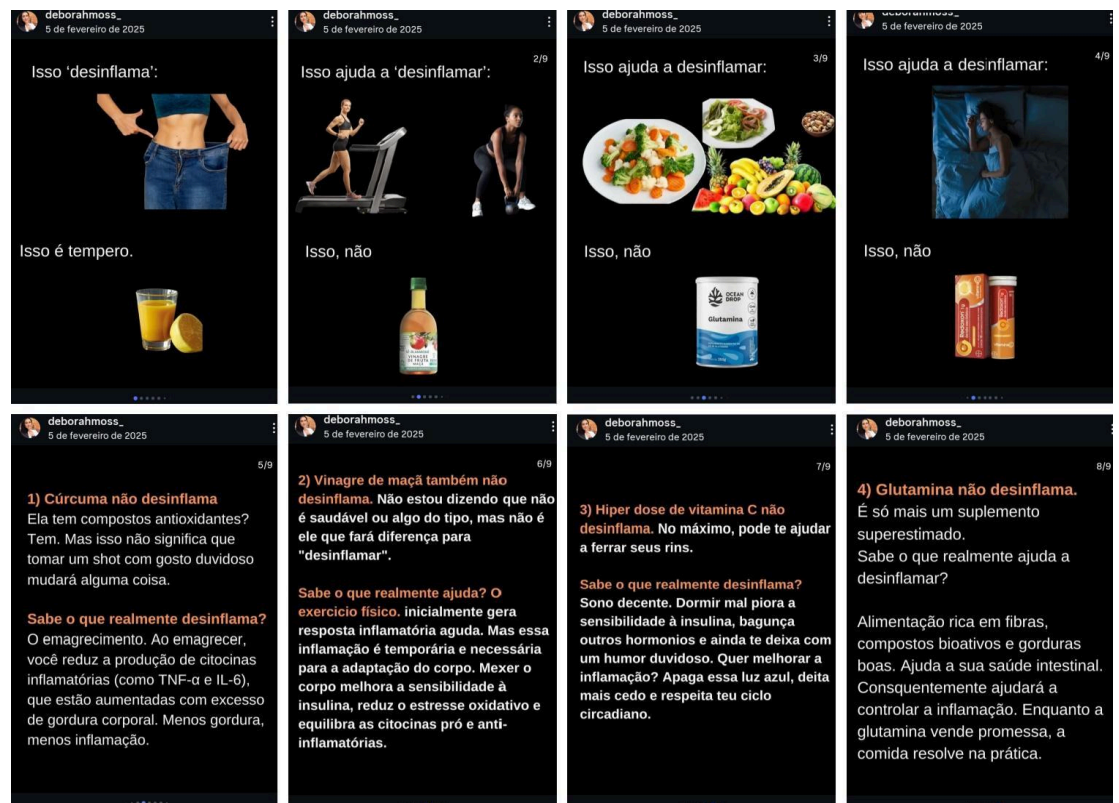 deborahmoss_
5 de fevereiro de 2025
Isso ‘desinflama’:
Isso é tempero.
deborahmoss_
5 de fevereiro de 2025
2/9
Isso ajuda a ‘desinflamar’:
Isso, não
VINAGRE
DE FRUTA
MAÇÃ
deborahmoss_
5 de fevereiro de 2025
3/9
Isso ajuda a desinflamar:
Isso, não
OCEAN
DROP
Glutamina
deborahmoss_
5 de fevereiro de 2025
4/9
Isso ajuda a desinflamar:
Isso, não
Redoxon
deborahmoss_
5 de fevereiro de 2025
5/9
1) Cúrcuma não desinflama
Ela tem compostos antioxidantes?
Tem. Mas isso não significa que
tomar um shot com gosto duvidoso
mudará alguma coisa.
Sabe o que realmente desinflama?
O emagrecimento. Ao emagrecer,
você reduz a produção de citocinas
inflamatórias (como TNF-α e IL-6),
que estão aumentadas com excesso
de gordura corporal. Menos gordura,
menos inflamação.
deborahmoss_
5 de fevereiro de 2025
6/9
2) Vinagre de maçã também não
desinflama. Não estou dizendo que não
é saudável ou algo do tipo, mas não é
ele que fará diferença para
"desinflamar".
Sabe o que realmente ajuda? O
exercicio físico. inicialmente gera
resposta inflamatória aguda. Mas essa
inflamação é temporária e necessária
para a adaptação do corpo. Mexer o
corpo melhora a sensibilidade à
insulina, reduz o estresse oxidativo e
equilibra as citocinas pró e anti-
inflamatórias.
deborahmoss_
5 de fevereiro de 2025
7/9
3) Hiper dose de vitamina C não
desinflama. No máximo, pode te ajudar
a ferrar seus rins.
Sabe o que realmente desinflama?
Sono decente. Dormir mal piora a
sensibilidade à insulina, bagunça
outros hormonios e ainda te deixa com
um humor duvidoso. Quer melhorar a
inflamação? Apaga essa luz azul, deita
mais cedo e respeita teu ciclo
circadiano.
deborahmoss_
5 de fevereiro de 2025
8/9
4) Glutamina não desinflama.
É só mais um suplemento
superestimado.
Sabe o que realmente ajuda a
desinflamar?
Alimentação rica em fibras,
compostos bioativos e gorduras
boas. Ajuda a sua saúde intestinal.
Consquentemente ajudará a
controlar a inflamação. Enquanto a
glutamina vende promessa, a
comida resolve na prática.